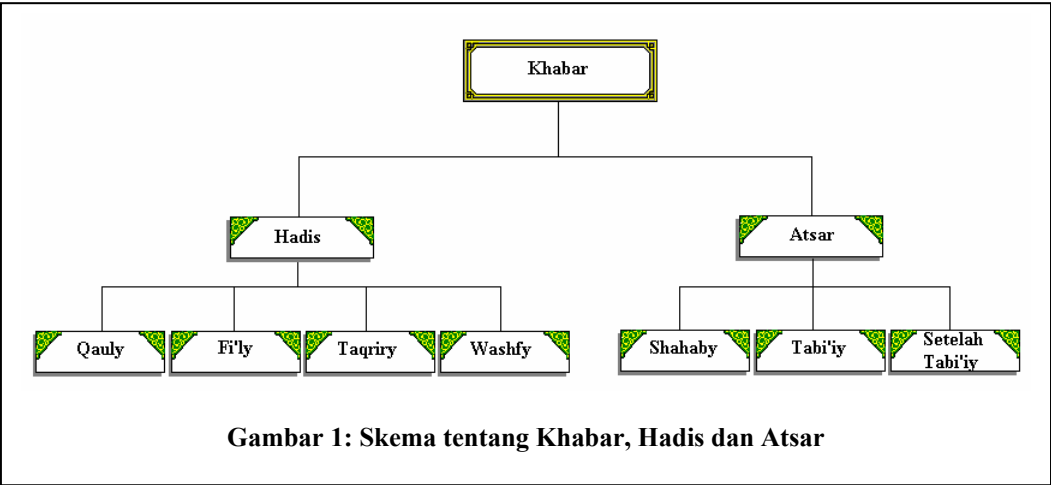 Khabar
Hadis
Atsar
Qauly
Fi'ly
Taqriry
Washfy
Shahaby
Tabi'iy
Setelah
Tabi'iy
Gambar 1: Skema tentang Khabar, Hadis dan Atsar